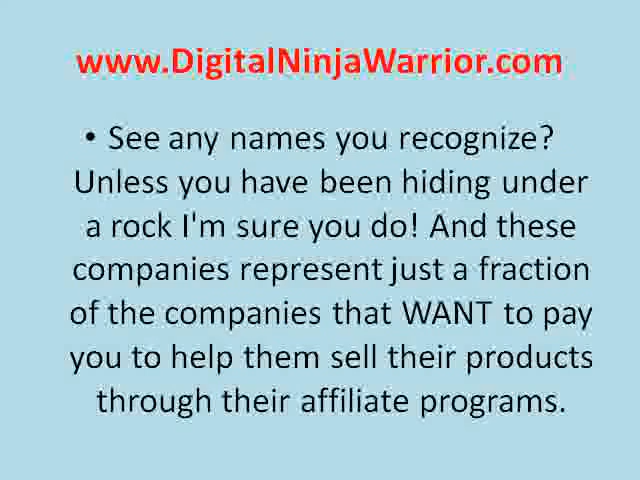 www.DigitalNinjaWarrior.com
• See any names you recognize?
Unless you have been hiding under
a rock I'm sure you do! And these
companies represent just a fraction
of the companies that WANT to pay
you to help them sell their products
through their affiliate programs.